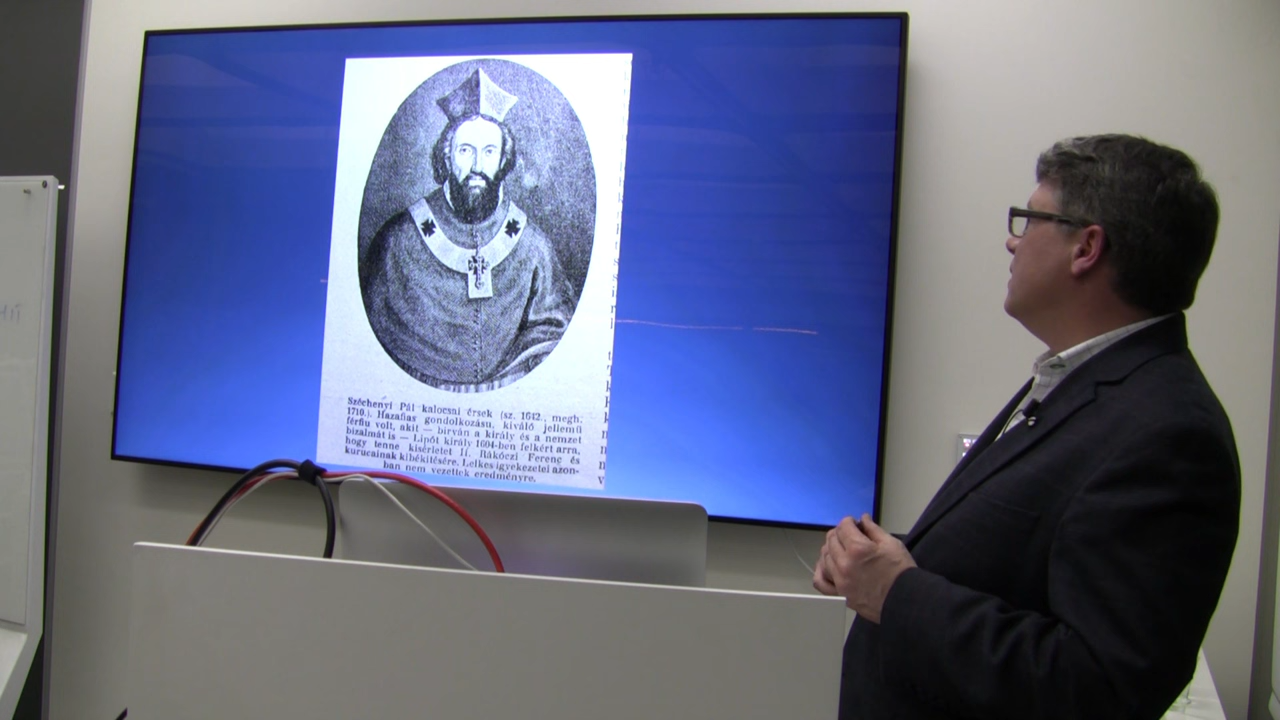 Széchenyi Pál kalocsai érsek (sz. 1642., megh.
1710.). Hazafias gondolkozásu, kiváló jellemű
férfiu volt, akit — birván a király és a nemzet
bizalmát is — Lipót király 1604-ben felkért arra,
hogy tenne kisérletet II. Rákóczi Ferenc és
kurucainak kibékitésére. Lelkes igyekezetei azon-
ban nem vezettek eredményre.